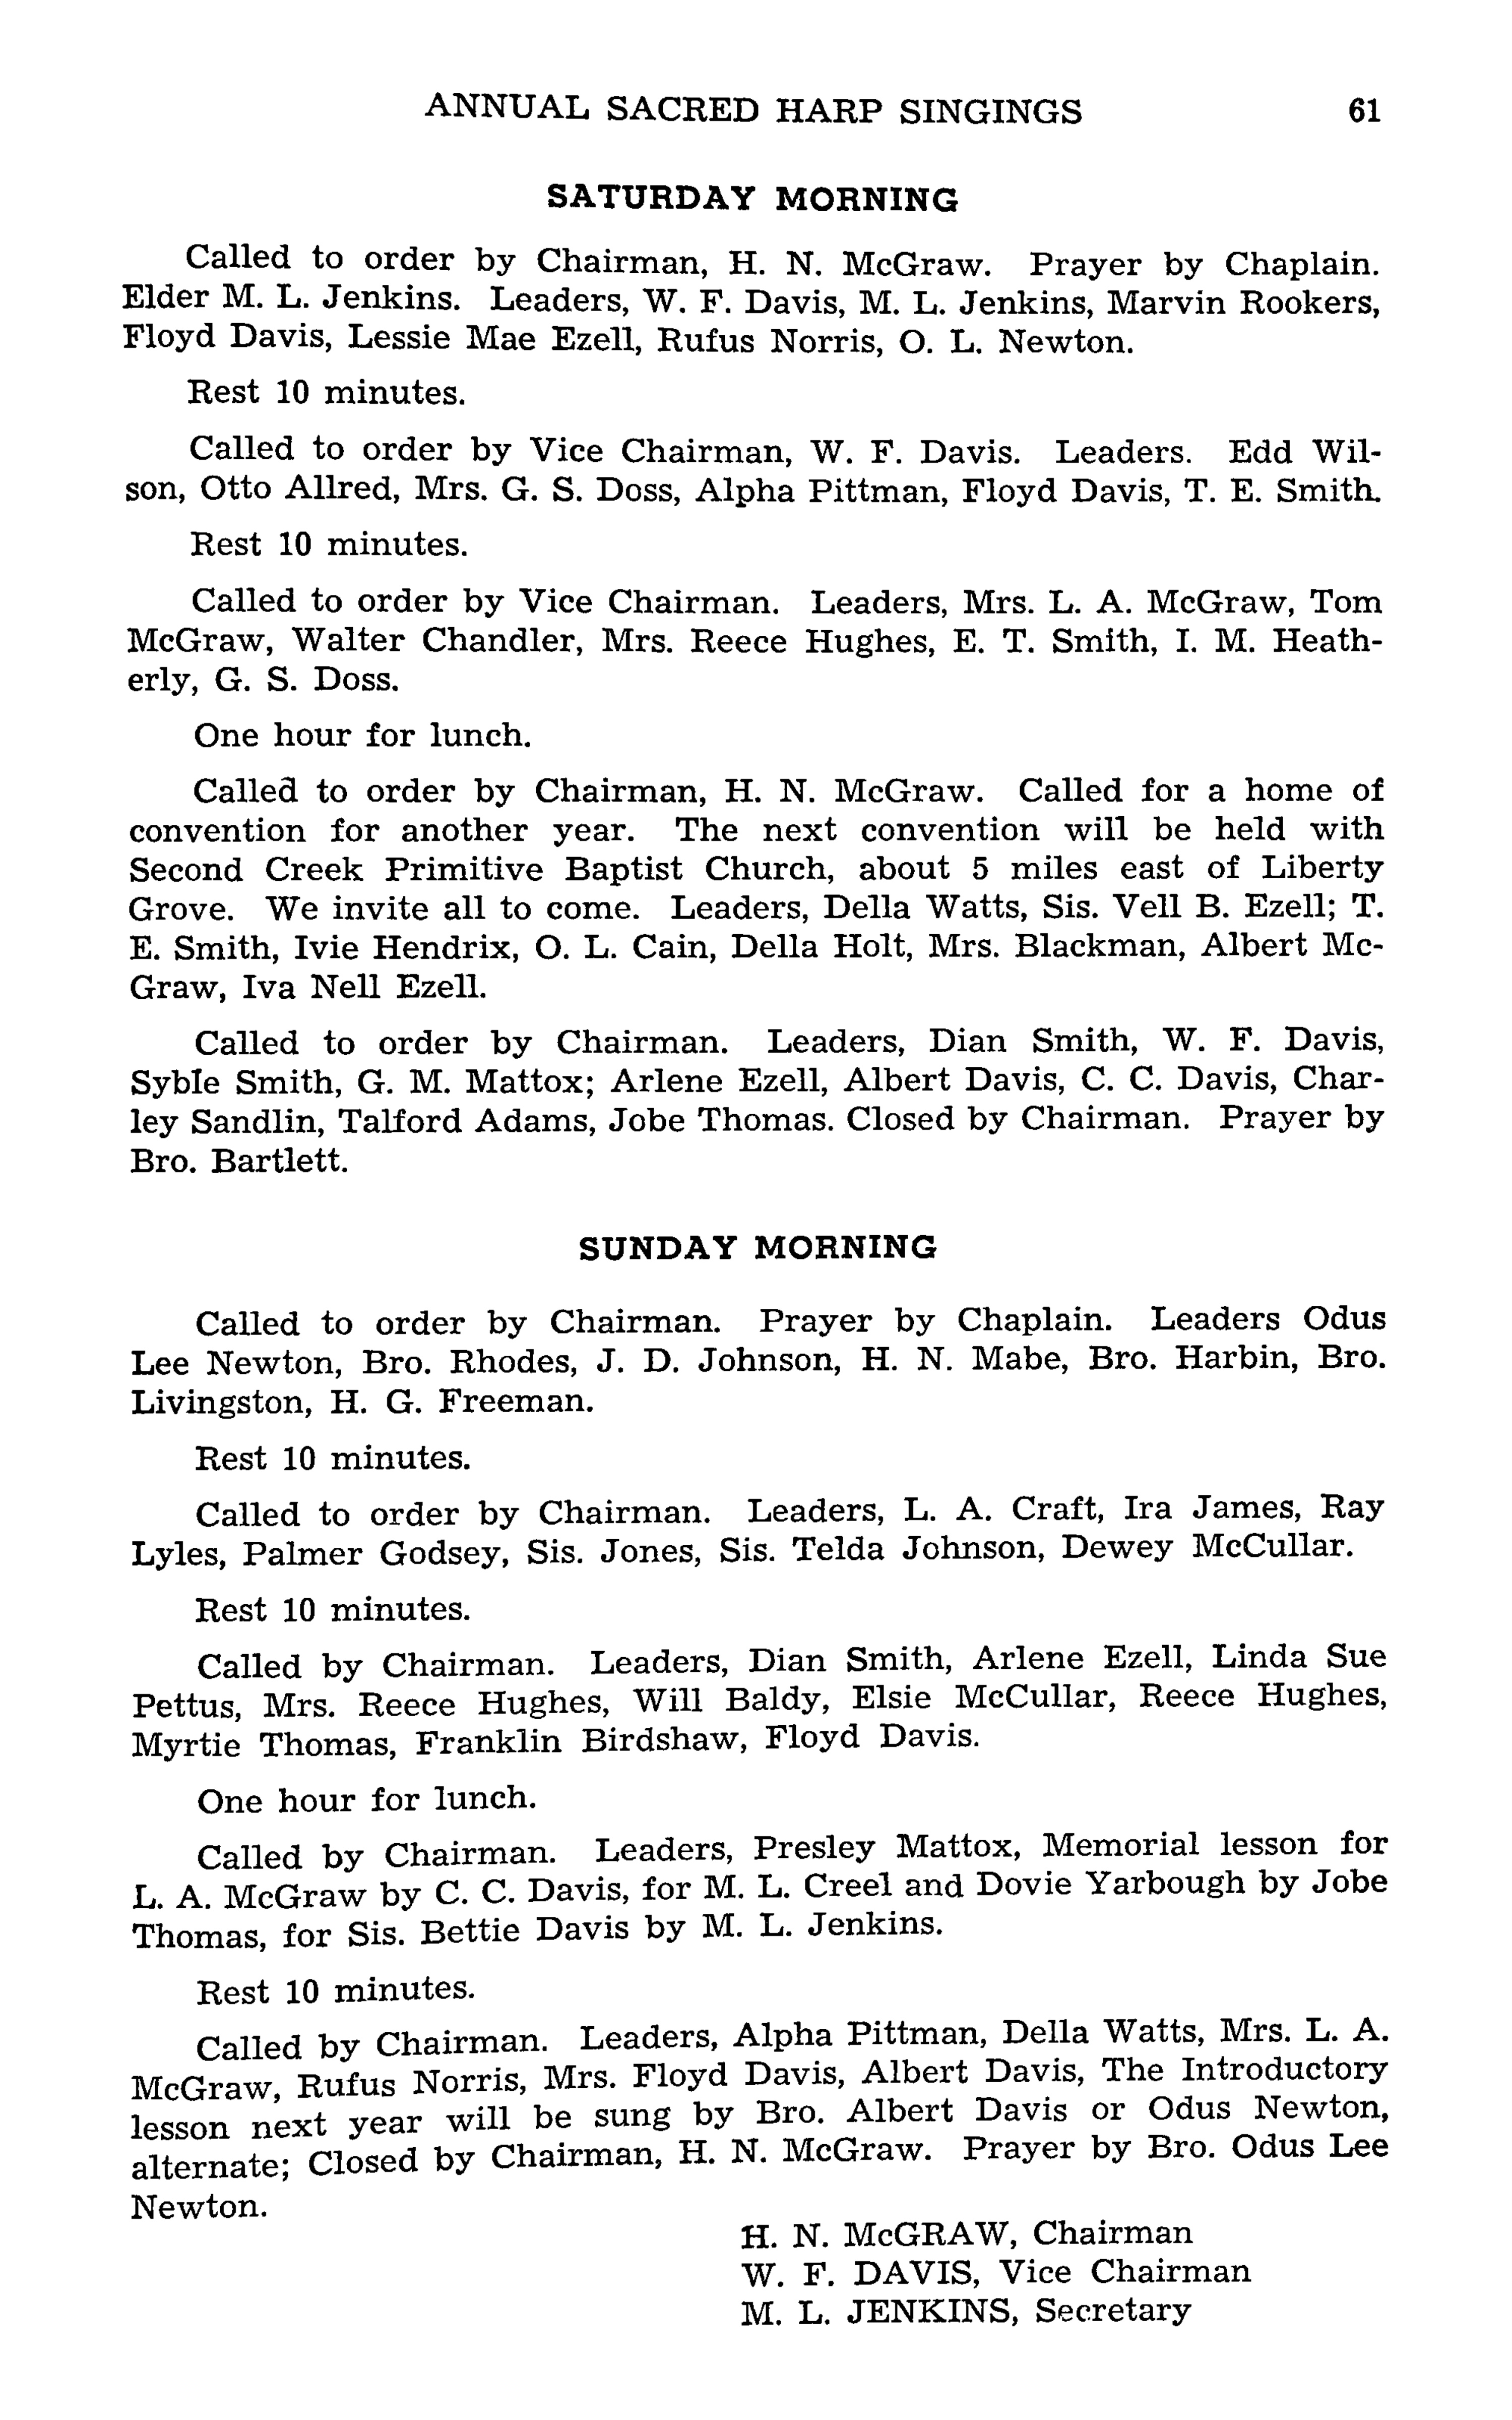 ANNUAL SACRED HARP SINGINGS 61
SATURDAY MORNING
Called to order by Chairman, H. N. McGraw. Prayer by Chaplain.
Elder M. L. Jenkins. Leaders, W. F. Davis, M. L. Jenkins, Marvin Rookers,
Floyd Davis, Lessie Mae Ezell, Rufus Norris, O. L. Newton.
Rest 10 minutes.
Called to order by Vice Chairman, W. F. Davis. Leaders. Edd Wil-
son, Otto Allred, Mrs. G. S. Doss, Alpha Pittman, Floyd Davis, T. E. Smith.
Rest 10 minutes.
Called to order by Vice Chairman. Leaders, Mrs. L. A. McGraw, Tom
McGraw, Walter Chandler, Mrs. Reece Hughes, E. T. Smith, I. M. Heath-
erly, G. S. Doss.
One hour for lunch.
Called to order by Chairman, H. N. McGraw. Called for a home of
convention for another year. The next convention will be held with
Second Creek Primitive Baptist Church, about 5 miles east of Liberty
Grove. We invite all to come. Leaders, Della Watts, Sis. Vell B. Ezell; T.
E. Smith, Ivie Hendrix, O. L. Cain, Della Holt, Mrs. Blackman, Albert Mc-
Graw, Iva Nell Ezell.
Called to order by Chairman. Leaders, Dian Smith, W. F. Davis,
Syble Smith, G. M. Mattox; Arlene Ezell, Albert Davis, C. C. Davis, Char-
ley Sandlin, Talford Adams, Jobe Thomas. Closed by Chairman. Prayer by
Bro. Bartlett.
SUNDAY MORNING
Called to order by Chairman. Prayer by Chaplain. Leaders Odus
Lee Newton, Bro. Rhodes, J. D. Johnson, H. N. Mabe, Bro. Harbin, Bro.
Livingston, H. G. Freeman.
Rest 10 minutes.
Called to order by Chairman. Leaders, L. A. Craft, Ira James, Ray
Lyles, Palmer Godsey, Sis. Jones, Sis. Telda Johnson, Dewey McCullar.
Rest 10 minutes.
Called by Chairman. Leaders, Dian Smith, Arlene Ezell, Linda Sue
Pettus, Mrs. Reece Hughes, Will Baldy, Elsie McCullar, Reece Hughes,
Myrtie Thomas, Franklin Birdshaw, Floyd Davis.
One hour for lunch.
Called by Chairman. Leaders, Presley Mattox, Memorial lesson for
L. A. McGraw by C. C. Davis, for M. L. Creel and Dovie Yarbough by Jobe
Thomas, for Sis. Bettie Davis by M. L. Jenkins.
Rest 10 minutes.
Called by Chairman. Leaders, Alpha Pittman, Della Watts, Mrs. L. A.
McGraw, Rufus Norris, Mrs. Floyd Davis, Albert Davis, The Introductory
lesson next year will be sung by Bro. Albert Davis or Odus Newton,
alternate; Closed by Chairman, H. N. McGraw. Prayer by Bro. Odus Lee
Newton.
H. N. McGRAW, Chairman
W. F. DAVIS, Vice Chairman
M. L. JENKINS, Secretary